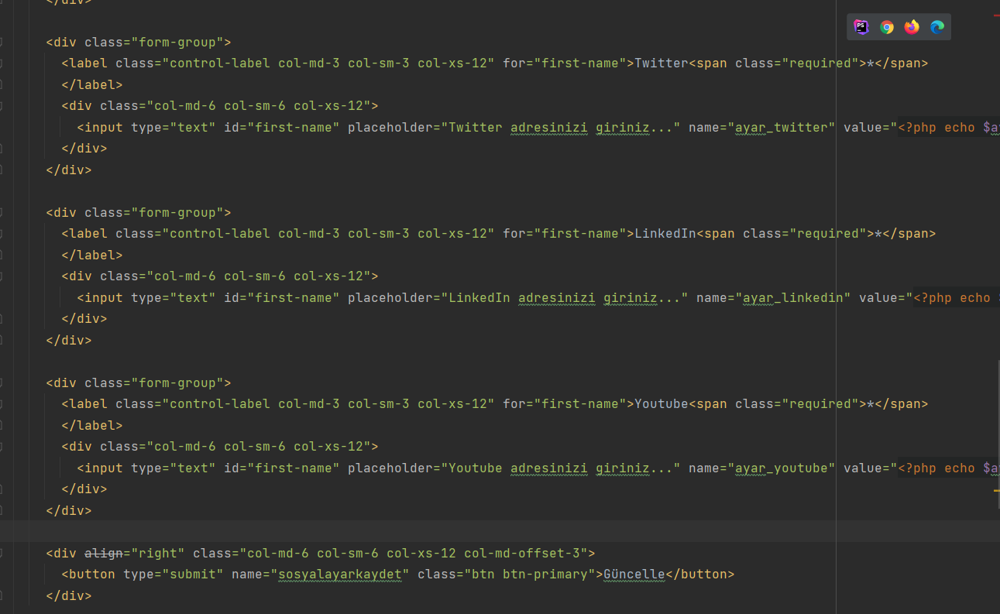 </div>
<div class="form-group">
<label class="control-label col-md-3 col-sm-3 col-xs-12" for="first-name">Twitter<span class="required">*</span>
</label>
<div class="col-md-6 col-sm-6 col-xs-12">
<input type="text" id="first-name" placeholder="Twitter adresinizi giriniz..." name="ayar_twitter" value="<?php echo $a
</div>
</div>
<div class="form-group">
<label class="control-label col-md-3 col-sm-3 col-xs-12" for="first-name">LinkedIn<span class="required">*</span>
</label>
<div class="col-md-6 col-sm-6 col-xs-12">
<input type="text" id="first-name" placeholder="LinkedIn adresinizi giriniz..." name="ayar_linkedin" value="<?php echo
</div>
</div>
<div class="form-group">
<label class="control-label col-md-3 col-sm-3 col-xs-12" for="first-name">Youtube<span class="required">*</span>
</label>
<div class="col-md-6 col-sm-6 col-xs-12">
<input type="text" id="first-name" placeholder="Youtube adresinizi giriniz..." name="ayar_youtube" value="<?php echo $a
</div>
</div>
<div align="right" class="col-md-6 col-sm-6 col-xs-12 col-md-offset-3">
<button type="submit" name="sosyalayarkaydet" class="btn btn-primary">Güncelle</button>
</div>